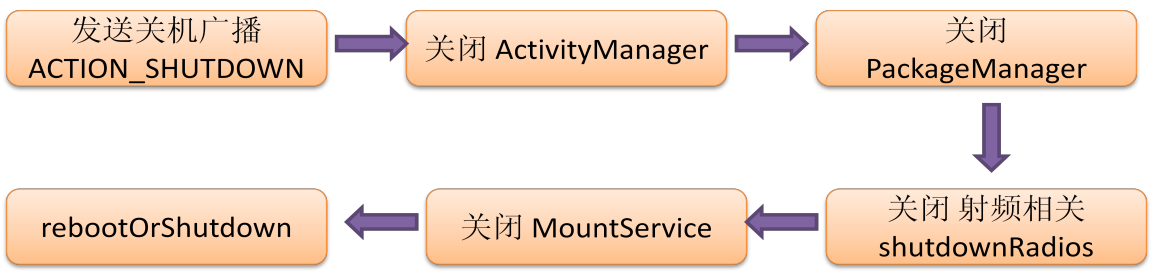 发送关机广播
ACTION_SHUTDOWN
关闭 ActivityManager
关闭
PackageManager
关闭 射频相关
shutdownRadios
关闭 MountService
rebootOrShutdown